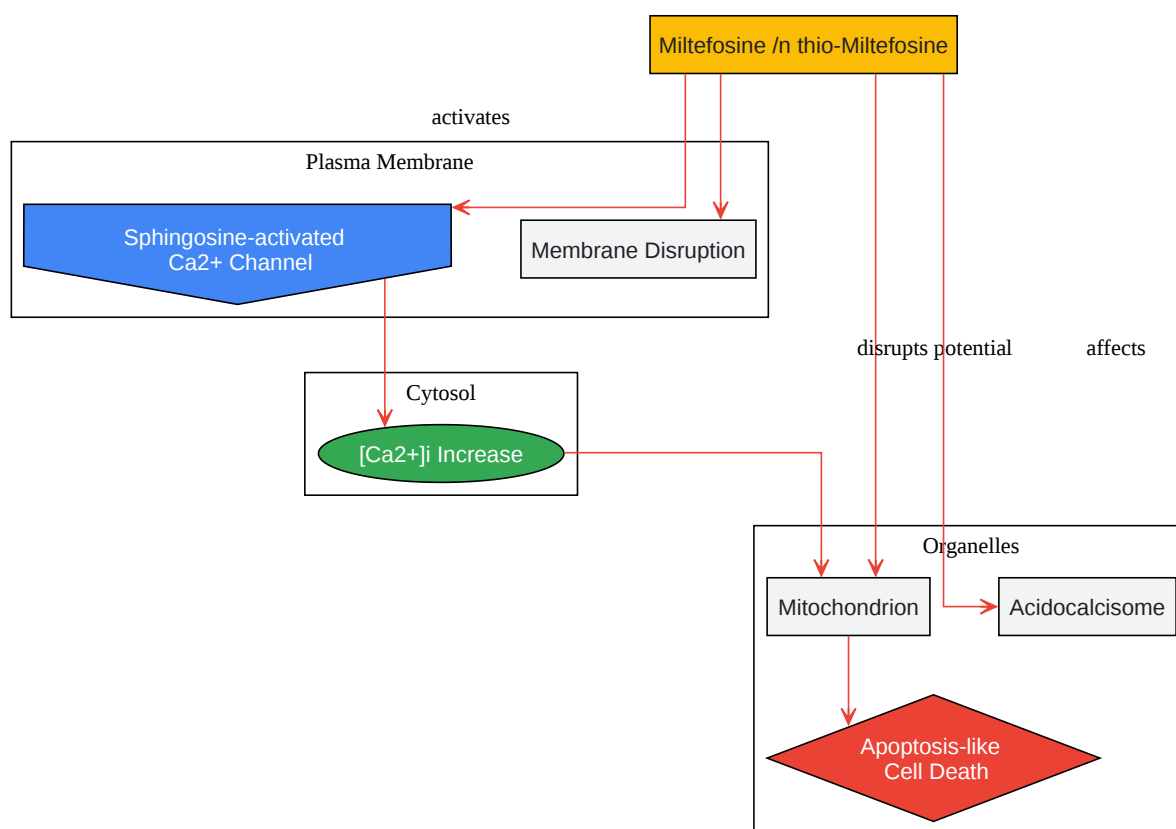 Miltefosine /n thio-Miltefosine
activates
Plasma Membrane
Sphingosine-activated
Ca2+ Channel
Membrane Disruption
disrupts potential
affects
Cytosol
[Ca2+]i Increase
Organelles
Mitochondrion
Acidocalcisome
Apoptosis-like
Cell Death